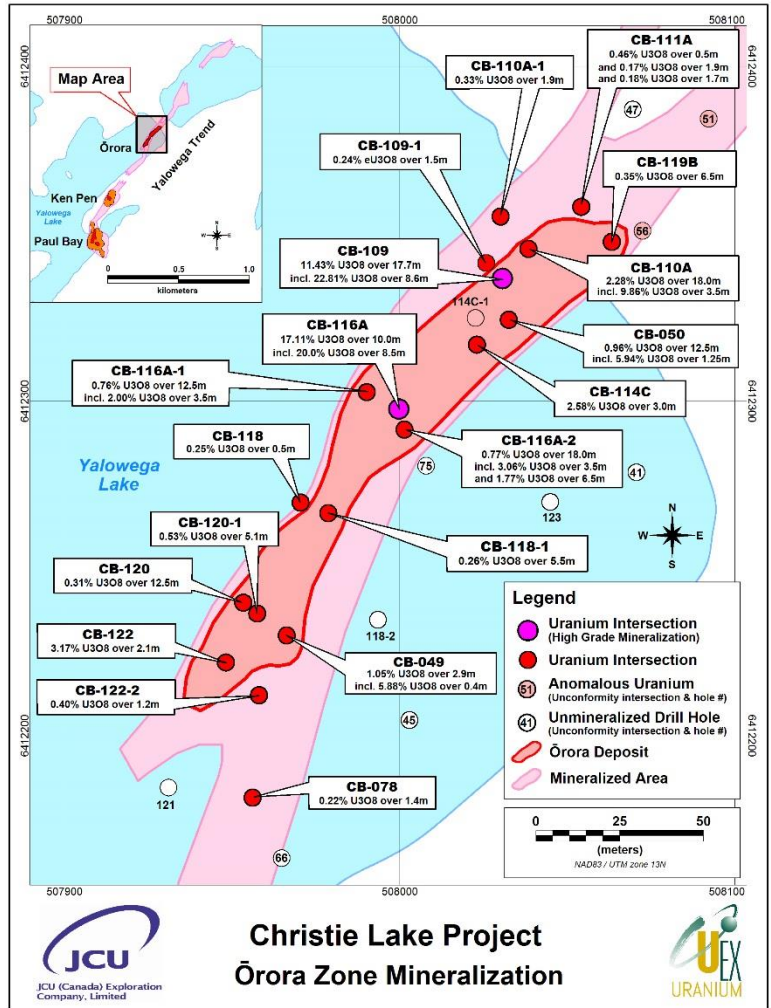 507900
508000
508100
6412400
6412400
Map Area
Ōrora
Yalowega Trend
Ken Pen
Yalowega
Lake
Paul Bay
N
W
E
S
0
0.5
1.0
kilometers
CB-110A-1
0.33% U3O8 over 1.9m
CB-111A
0.46% U3O8 over 0.5m
and 0.17% U3O8 over 1.9m
and 0.18% U3O8 over 1.7m
47
51
CB-109-1
0.24% eU3O8 over 1.5m
CB-119B
0.35% U3O8 over 6.5m
56
CB-109
11.43% U3O8 over 17.7m
incl. 22.81% U3O8 over 8.6m
CB-110A
2.28% U3O8 over 18.0m
incl. 9.86% U3O8 over 3.5m
114C-1
CB-116A
17.11% U3O8 over 10.0m
incl. 20.0% U3O8 over 8.5m
CB-050
0.96% U3O8 over 12.5m
incl. 5.94% U3O8 over 1.25m
CB-116A-1
0.76% U3O8 over 12.5m
incl. 2.00% U3O8 over 3.5m
CB-114C
2.58% U3O8 over 3.0m
6412300
6412300
CB-116A-2
0.77% U3O8 over 18.0m
incl. 3.06% U3O8 over 3.5m
and 1.77% U3O8 over 6.5m
75
41
CB-118
0.25% U3O8 over 0.5m
Yalowega
Lake
123
CB-120-1
0.53% U3O8 over 5.1m
CB-118-1
0.26% U3O8 over 5.5m
N
W
E
S
CB-120
0.31% U3O8 over 12.5m
118-2
CB-122
3.17% U3O8 over 2.1m
CB-049
1.05% U3O8 over 2.9m
incl. 5.88% U3O8 over 0.4m
CB-122-2
0.40% U3O8 over 1.2m
45
6412200
6412200
121
CB-078
0.22% U3O8 over 1.4m
66
Legend
Uranium Intersection
(High Grade Mineralization)
Uranium Intersection
51
Anomalous Uranium
(Unconformity intersection & hole #)
41
Unmineralized Drill Hole
(Unconformity intersection & hole #)
Ōrora Deposit
Mineralized Area
0
25
50
(meters)
NAD83 / UTM zone 13N
507900
508000
508100
JCU
JCU (Canada) Exploration
Company, Limited
Christie Lake Project
Ōrora Zone Mineralization
UEX
URANIUM